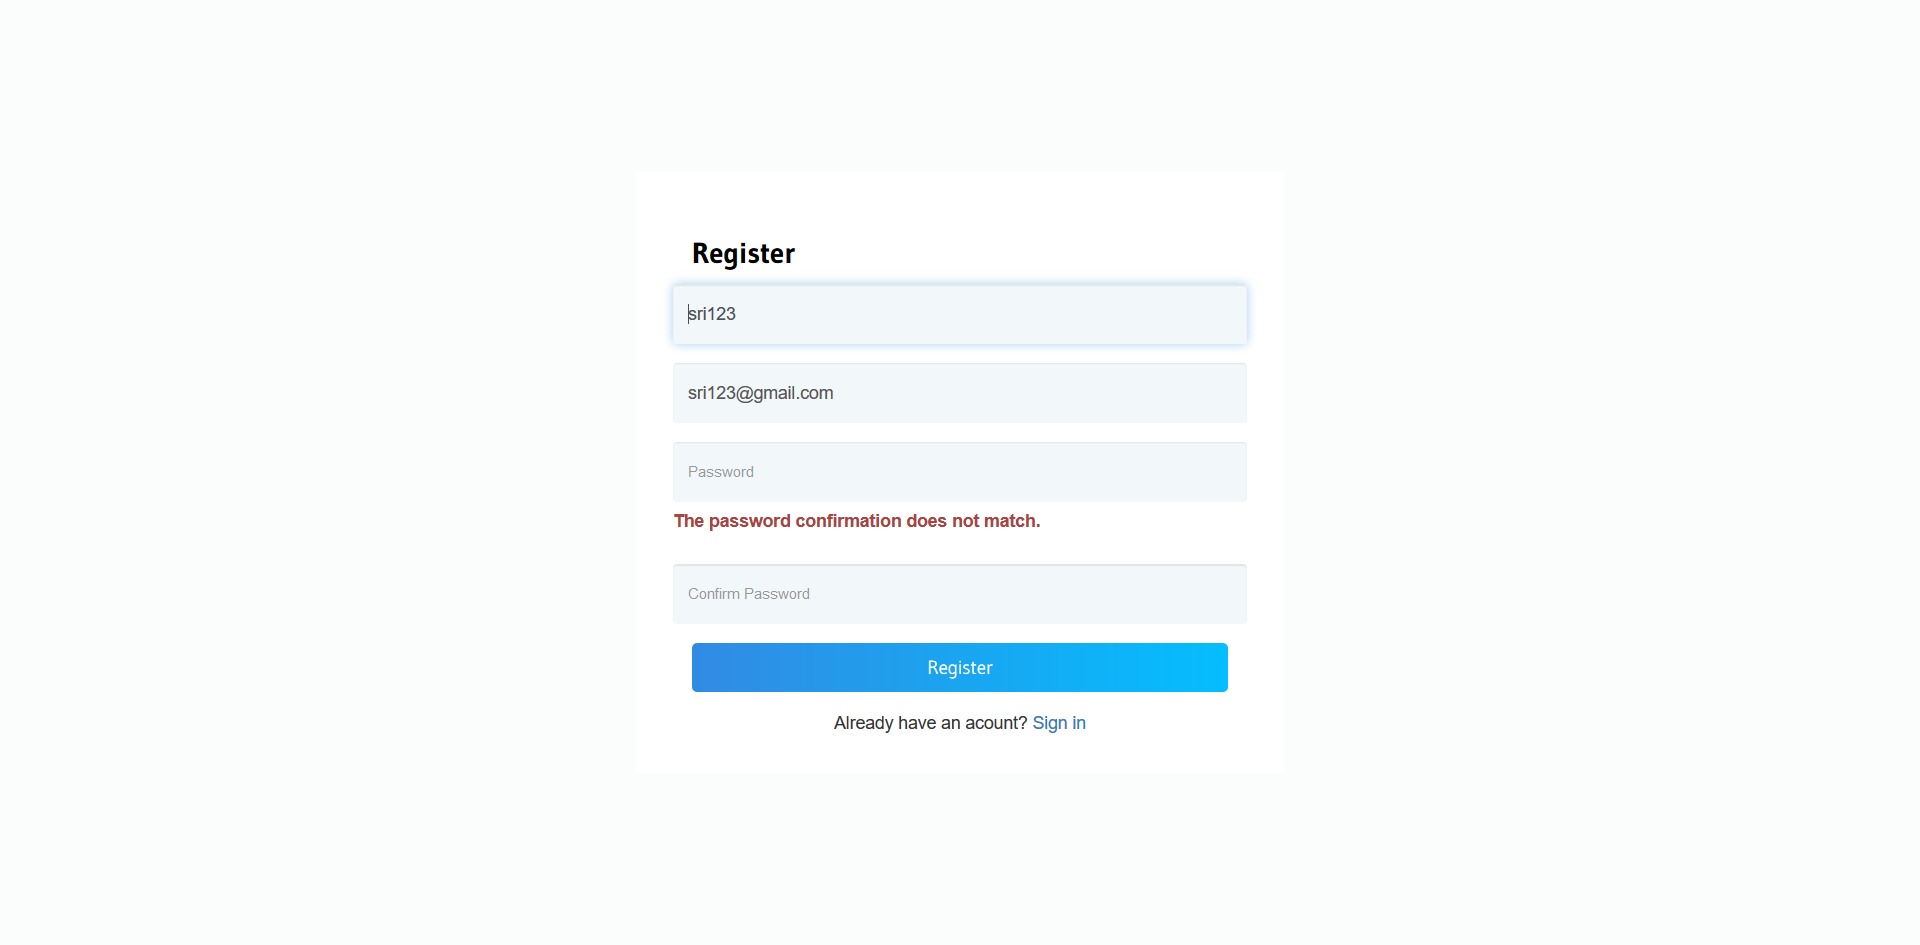 Register
sri123
sri123@gmail.com
Password
The password confirmation does not match.
Confirm Password
Register
Already have an acount? Sign in